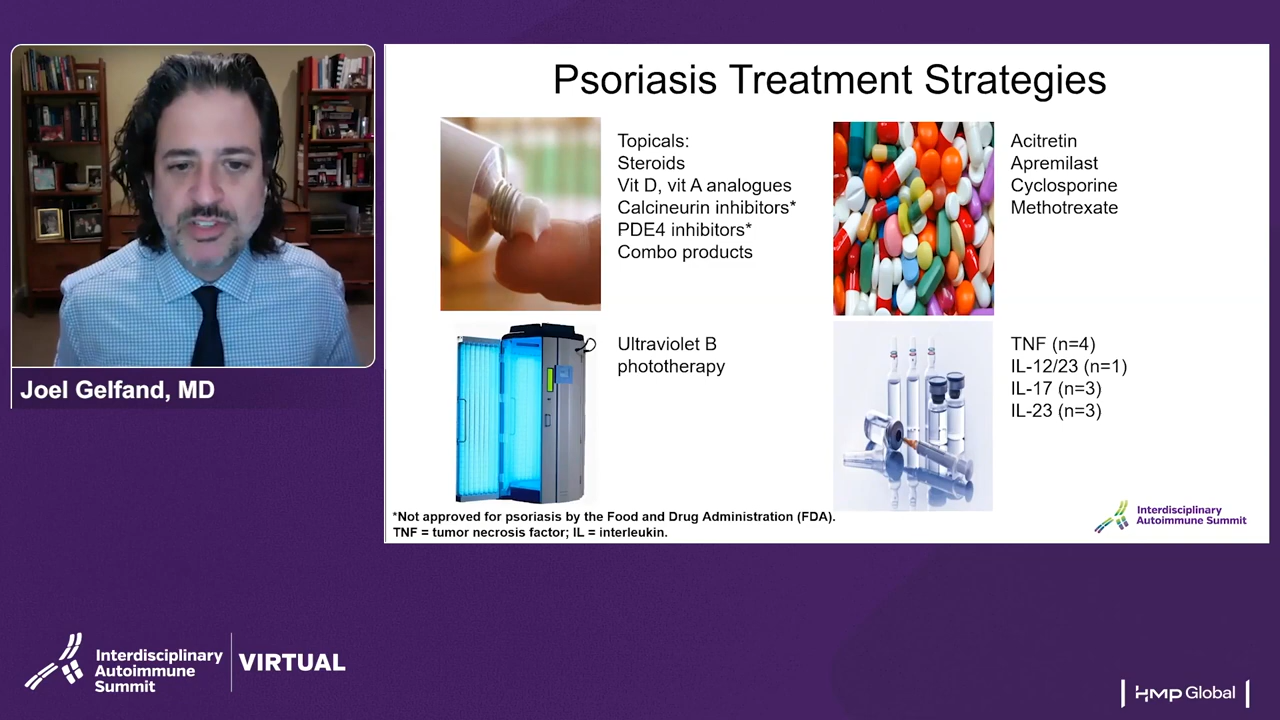 Psoriasis Treatment Strategies
Topicals:
Steroids
Vit D, vit A analogues
Calcineurin inhibitors*
PDE4 inhibitors*
Combo products
Acitretin
Apremilast
Cyclosporine
Methotrexate
Ultraviolet B
phototherapy
TNF (n=4)
IL-12/23 (n=1)
IL-17 (n=3)
IL-23 (n=3)
*Not approved for psoriasis by the Food and Drug Administration (FDA).
TNF = tumor necrosis factor; IL = interleukin.
Interdisciplinary
Autoimmune Summit
Joel Gelfand, MD
Interdisciplinary
Autoimmune
Summit
VIRTUAL
HMP Global